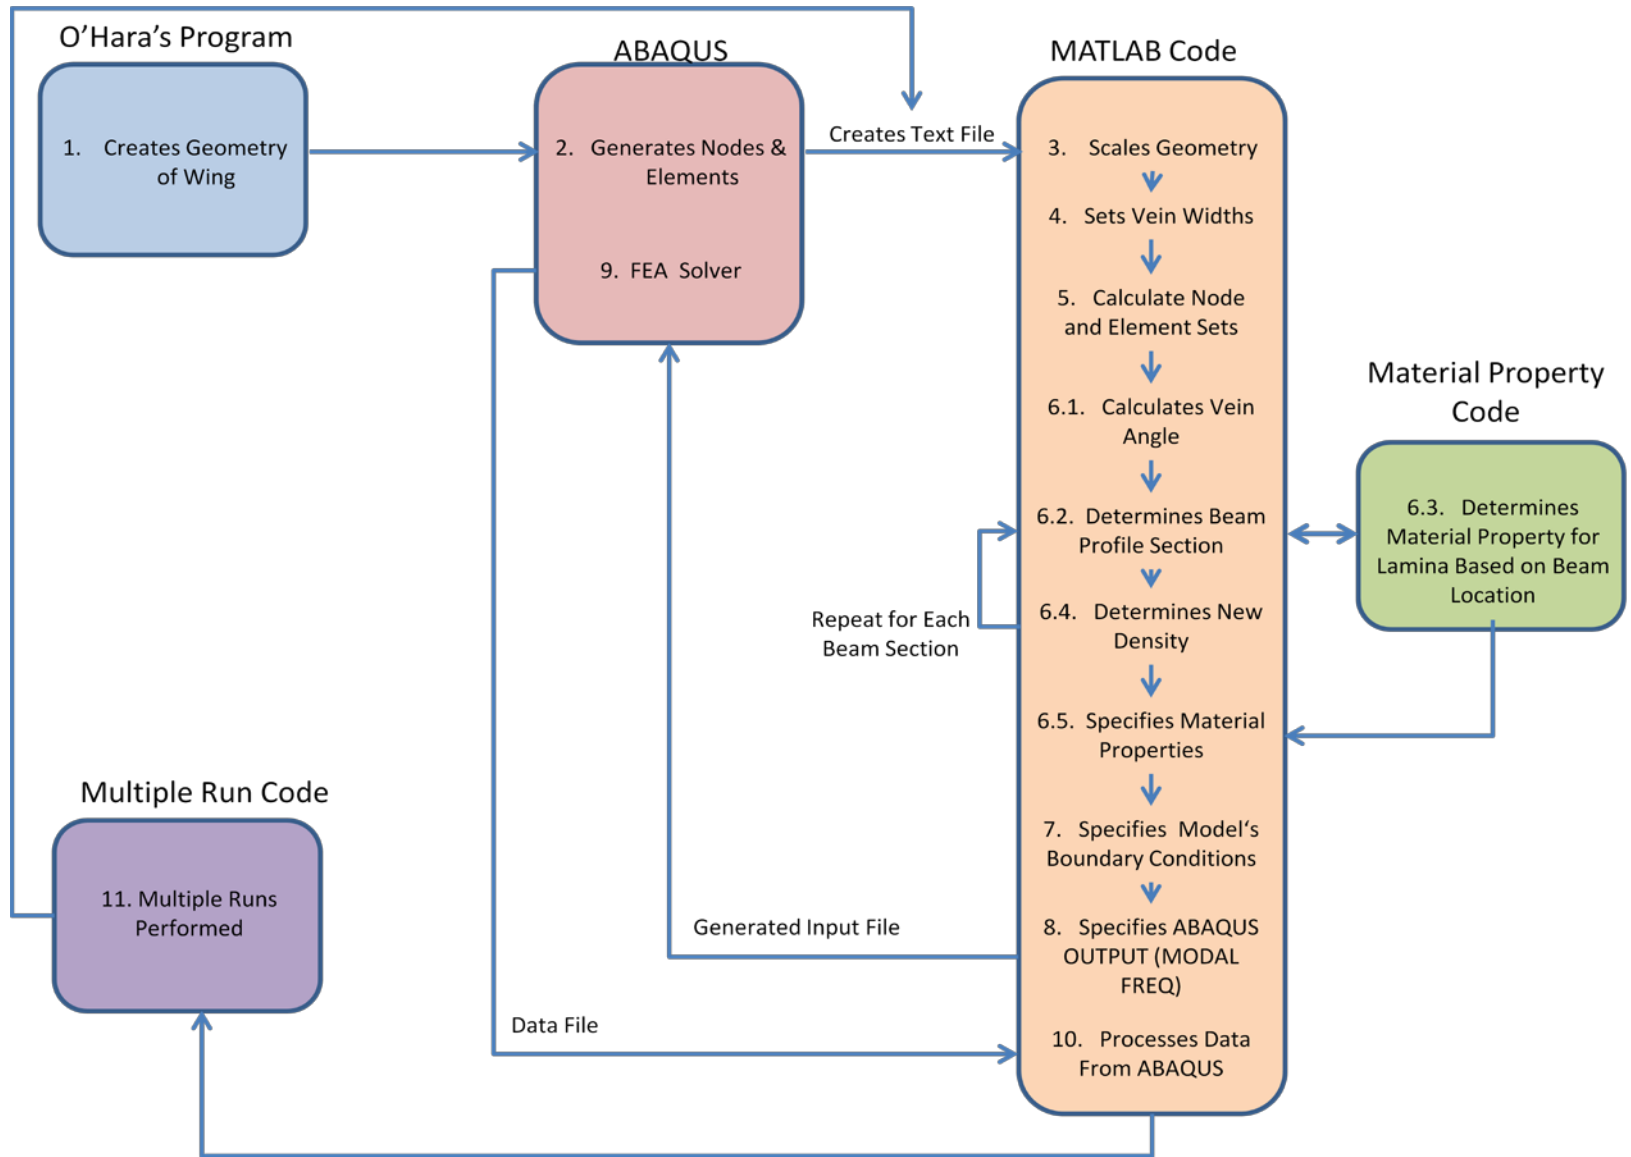 O'Hara's Program
1. Creates Geometry
of Wing
ABAQUS
2. Generates Nodes &
Elements
9. FEA Solver
Creates Text File
MATLAB Code
3. Scales Geometry
4. Sets Vein Widths
5. Calculate Node
and Element Sets
6.1. Calculates Vein
Angle
6.2. Determines Beam
Profile Section
6.4. Determines New
Density
6.5. Specifies Material
Properties
7. Specifies Model‘s
Boundary Conditions
8. Specifies ABAQUS
OUTPUT (MODAL
FREQ)
10. Processes Data
From ABAQUS
Repeat for Each
Beam Section
Material Property
Code
6.3. Determines
Material Property for
Lamina Based on Beam
Location
Generated Input File
Data File
Multiple Run Code
11. Multiple Runs
Performed